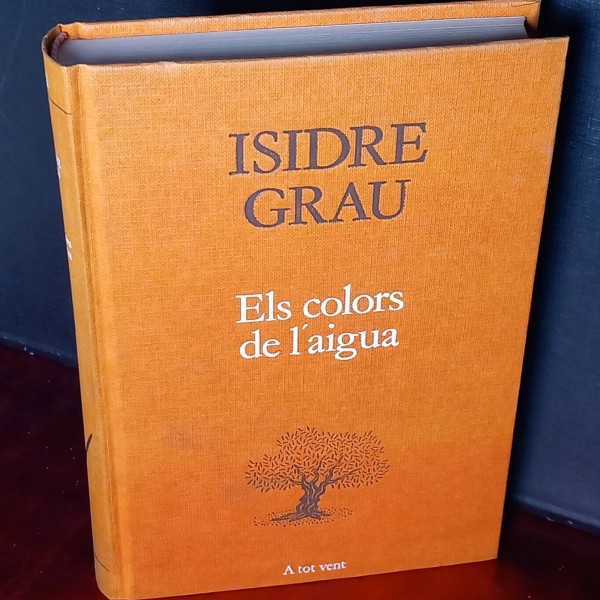 ISIDRE
GRAU
Els colors
de l'aigua
A tot vent